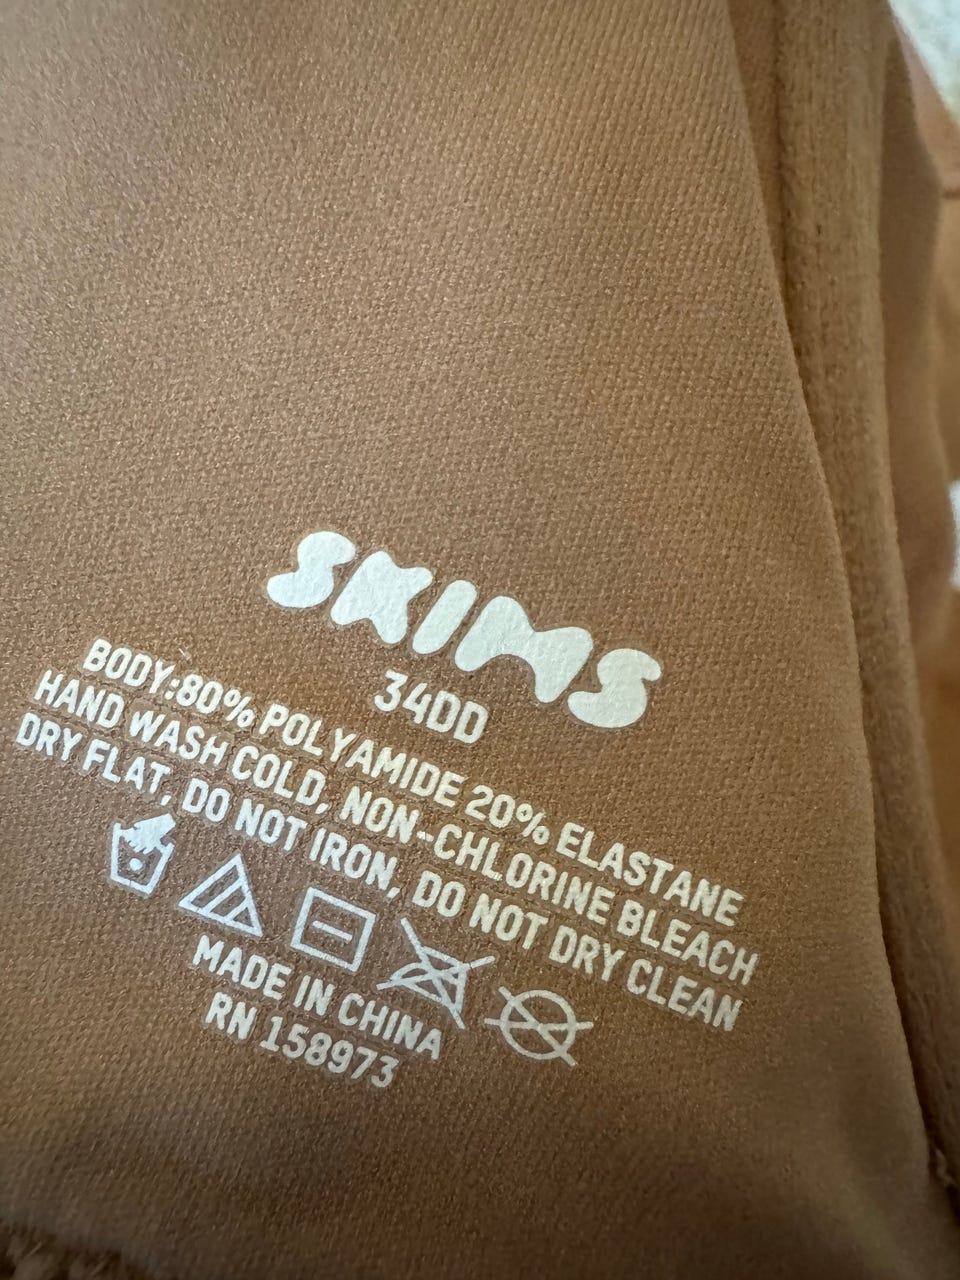 SKIMS
34DD
BODY:80% POLYAMIDE 20% ELASTANE
HAND WASH COLD, NON-CHLORINE BLEACH
DRY FLAT, DO NOT IRON, DO NOT DRY CLEAN
MADE IN CHINA
RN 158973